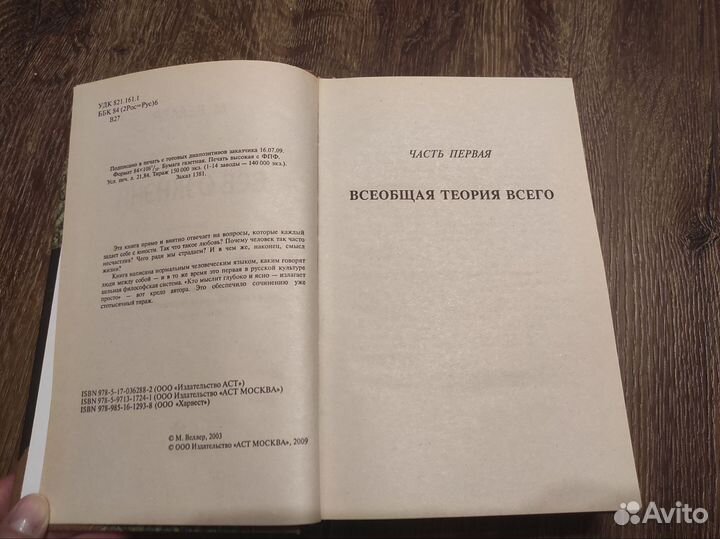 УДК 821.161.1
ББК 84 (2Рос=Рус)6
В27
Подписано в печать с готовых диапозитивов заказчика 16.07.09.
Формат 84×108 1/32. Бумага газетная. Печать высокая с ФПФ.
Усл. печ. л. 21,84. Тираж 150 000 экз. (1-14 заводы — 140 000 экз.).
Заказ 1381.
Эта книга прямо и внятно отвечает на вопросы, которые каждый
задает себе с юности. Так что такое любовь? Почему человек так часто
несчастлив? Чего ради мы страдаем? И в чем же, наконец, смысл
жизни?
Книга написана нормальным человеческим языком, каким говорят
люди между собой — и в то же время это первая в русской культуре
цельная философская система. «Кто мыслит глубоко и ясно — излагает
просто» — вот кредо автора. Это обеспечило сочинению уже
стотысячный тираж.
ISBN 978-5-17-036288-2 (ООО «Издательство АСТ»)
ISBN 978-5-9713-1724-1 (ООО Издательство «АСТ МОСКВА»)
ISBN 978-985-16-1293-8 (ООО «Харвест»)
© М. Веллер, 2003
© ООО Издательство «АСТ МОСКВА», 2009
ЧАСТЬ ПЕРВАЯ
ВСЕОБЩАЯ ТЕОРИЯ ВСЕГО
Avito